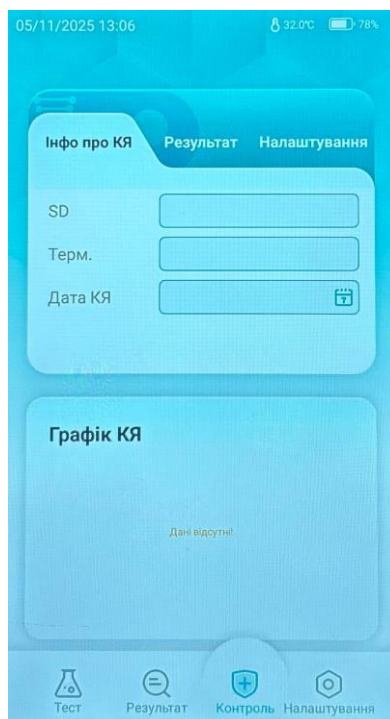 05/11/2025 13:06 32.0°C 78%
Інфо про КЯ Результат Налаштування
SD
Терм.
Дата КЯ
7
Графік КЯ
Дані відсутні!
Тест Результат Контроль Налаштування